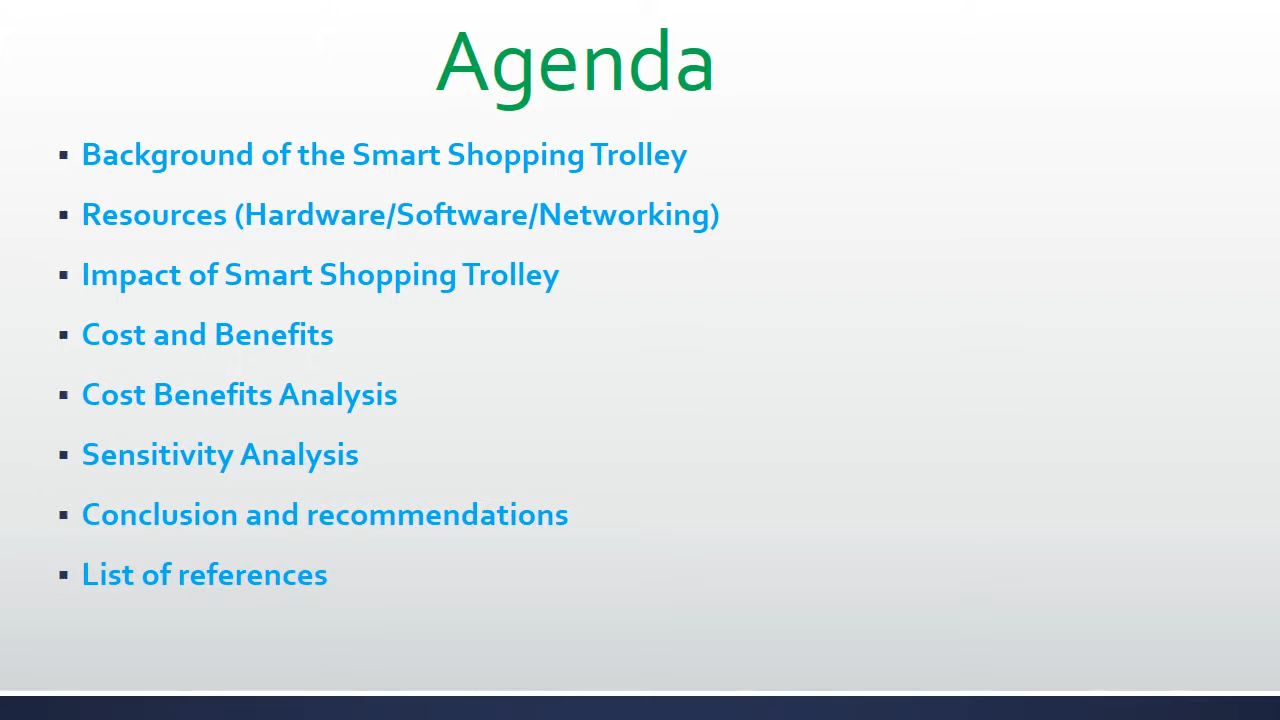 Agenda
▪ Background of the Smart Shopping Trolley
▪ Resources (Hardware/Software/Networking)
▪ Impact of Smart Shopping Trolley
▪ Cost and Benefits
▪ Cost Benefits Analysis
▪ Sensitivity Analysis
▪ Conclusion and recommendations
▪ List of references